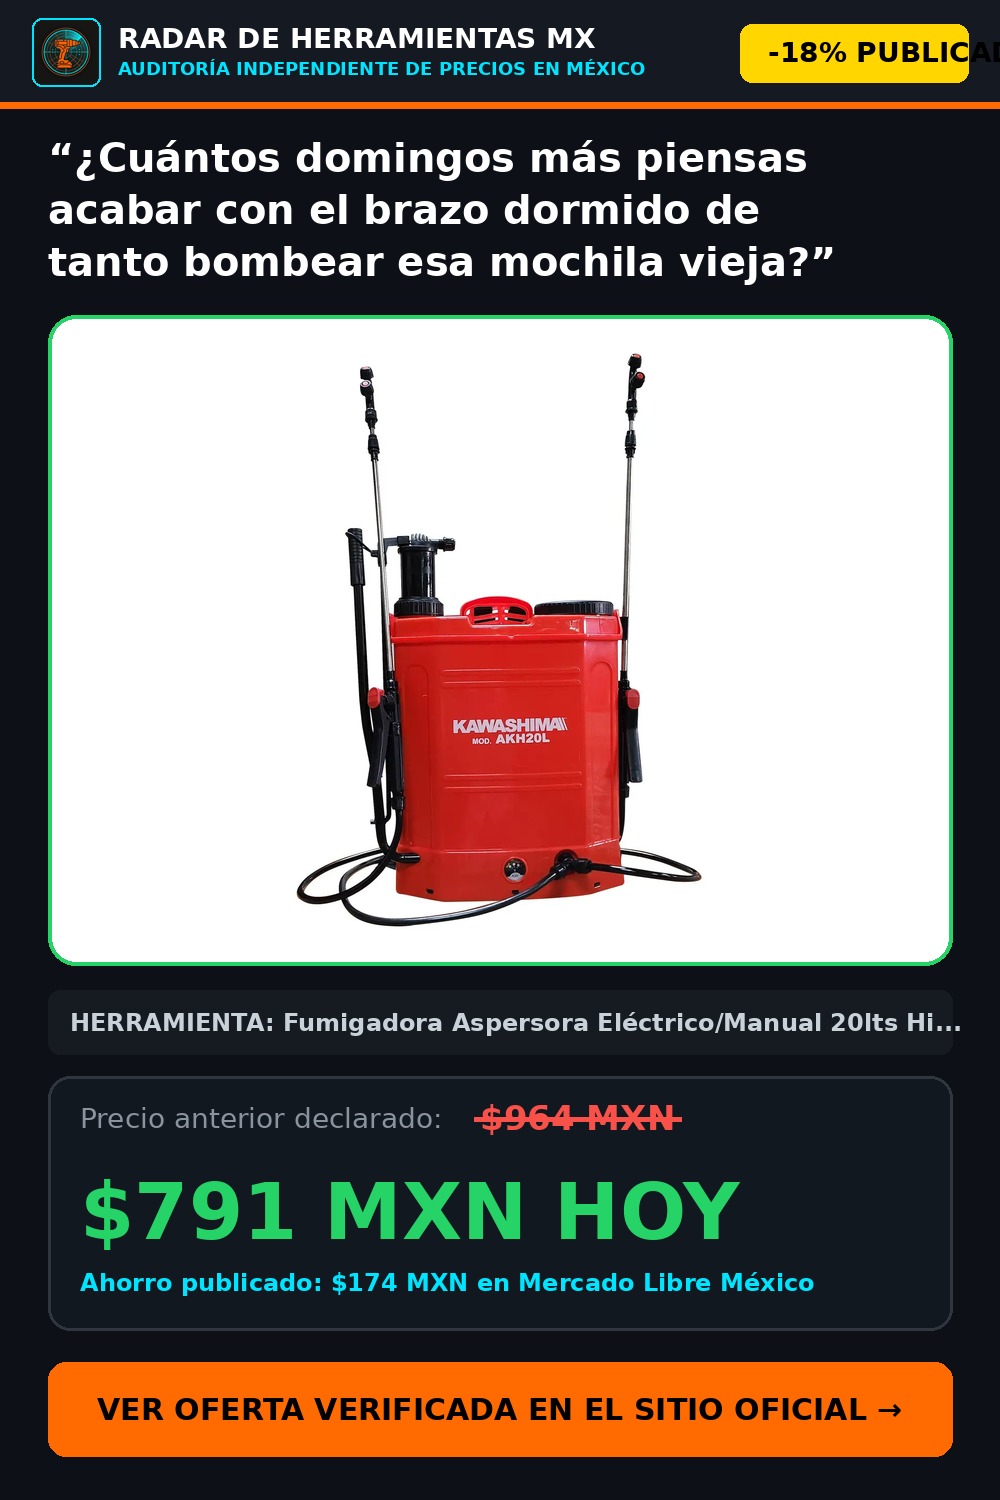 RADAR DE HERRAMIENTAS MX
AUDITORÍA INDEPENDIENTE DE PRECIOS EN MÉXICO
-18% PUBLICA
“¿Cuántos domingos más piensas
acabar con el brazo dormido de
tanto bombear esa mochila vieja?”
KAWASHIMA
MOD. AKH20L
HERRAMIENTA: Fumigadora Aspersora Eléctrico/Manual 20lts Hi...
Precio anterior declarado: $964 MXN
$791 MXN HOY
Ahorro publicado: $174 MXN en Mercado Libre México
VER OFERTA VERIFICADA EN EL SITIO OFICIAL →